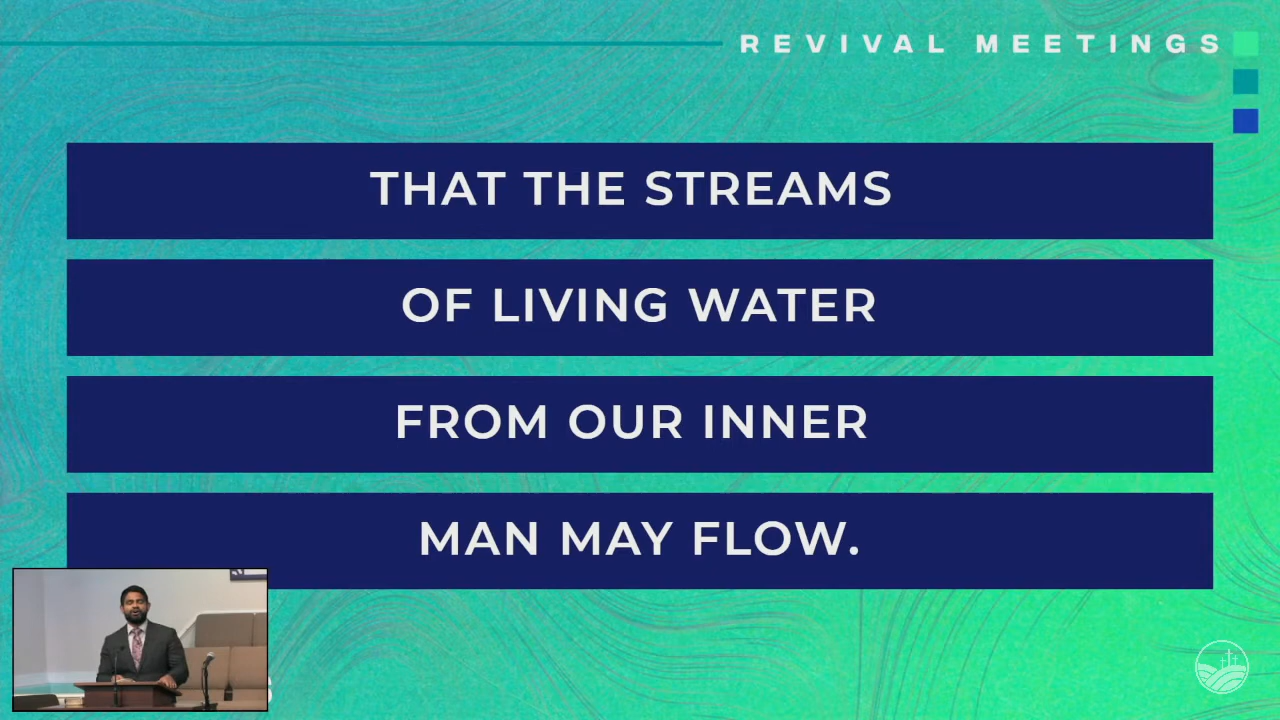 REVIVAL MEETINGS
THAT THE STREAMS
OF LIVING WATER
FROM OUR INNER
MAN MAY FLOW.